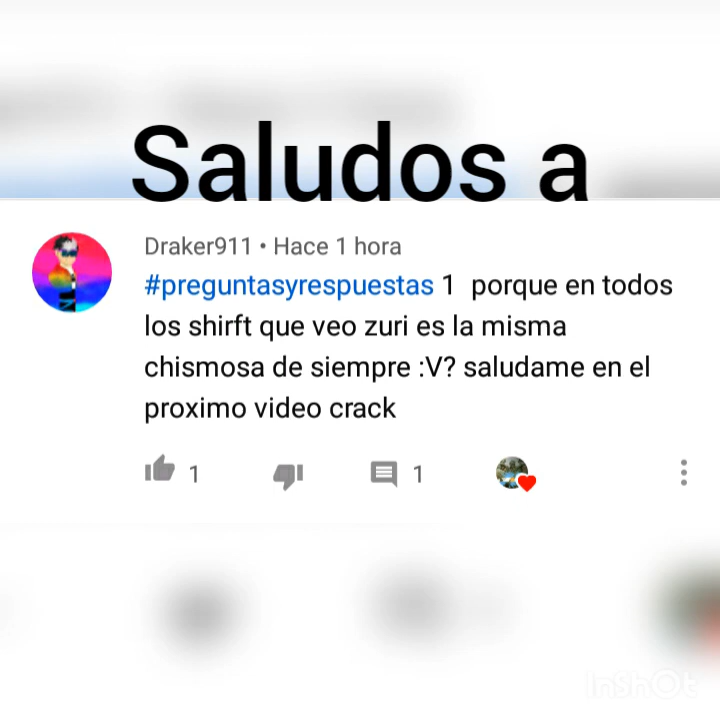 Saludos a
Draker911 • Hace 1 hora
#preguntasyrespuestas 1 porque en todos
los shirft que veo zuri es la misma
chismosa de siempre :V? saludame en el
proximo video crack
1
1
InShOt